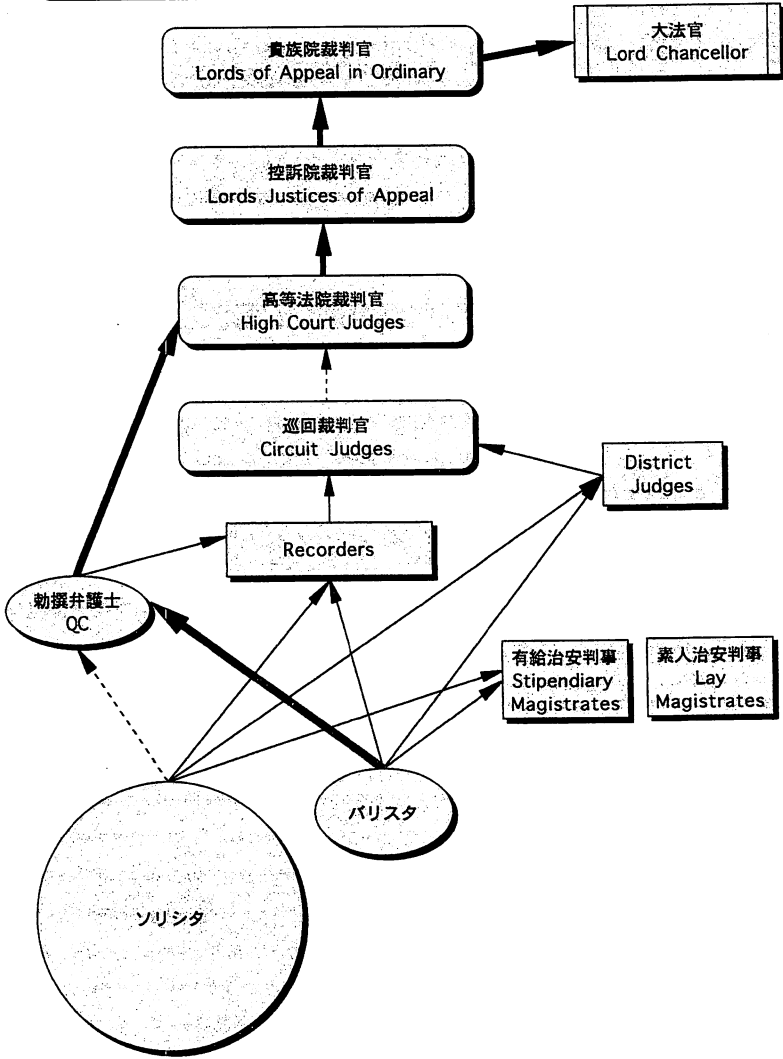 貴族院裁判官
Lords of Appeal in Ordinary
大法官
Lord Chancellor
控訴院裁判官
Lords Justices of Appeal
高等法院裁判官
High Court Judges
巡回裁判官
Circuit Judges
District
Judges
Recorders
勅撰弁護士
QC
有給治安判事
Stipendiary
Magistrates
素人治安判事
Lay
Magistrates
バリスタ
ソリシタ